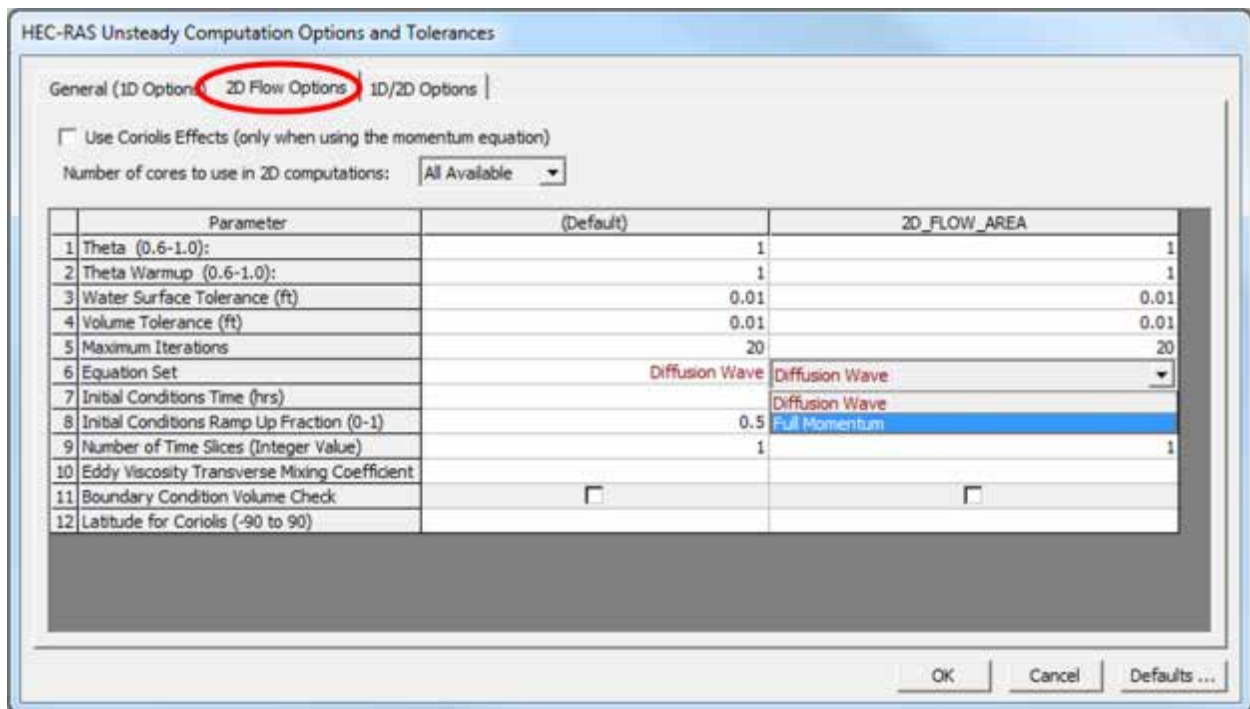 HEC-RAS Unsteady Computation Options and Tolerances
General (1D Options) 2D Flow Options 1D/2D Options
Use Coriolis Effects (only when using the momentum equation)
Number of cores to use in 2D computations: All Available
Parameter (Default) 2D_FLOW_AREA
1 Theta (0.6-1.0): 1 1
2 Theta Warmup (0.6-1.0): 1 1
3 Water Surface Tolerance (ft) 0.01 0.01
4 Volume Tolerance (ft) 0.01 0.01
5 Maximum Iterations 20 20
6 Equation Set Diffusion Wave Diffusion Wave
7 Initial Conditions Time (hrs) Diffusion Wave
8 Initial Conditions Ramp Up Fraction (0-1) 0.5 Full Momentum
9 Number of Time Slices (Integer Value) 1 1
10 Eddy Viscosity Transverse Mixing Coefficient
11 Boundary Condition Volume Check
12 Latitude for Coriolis (-90 to 90)
OK Cancel Defaults ...